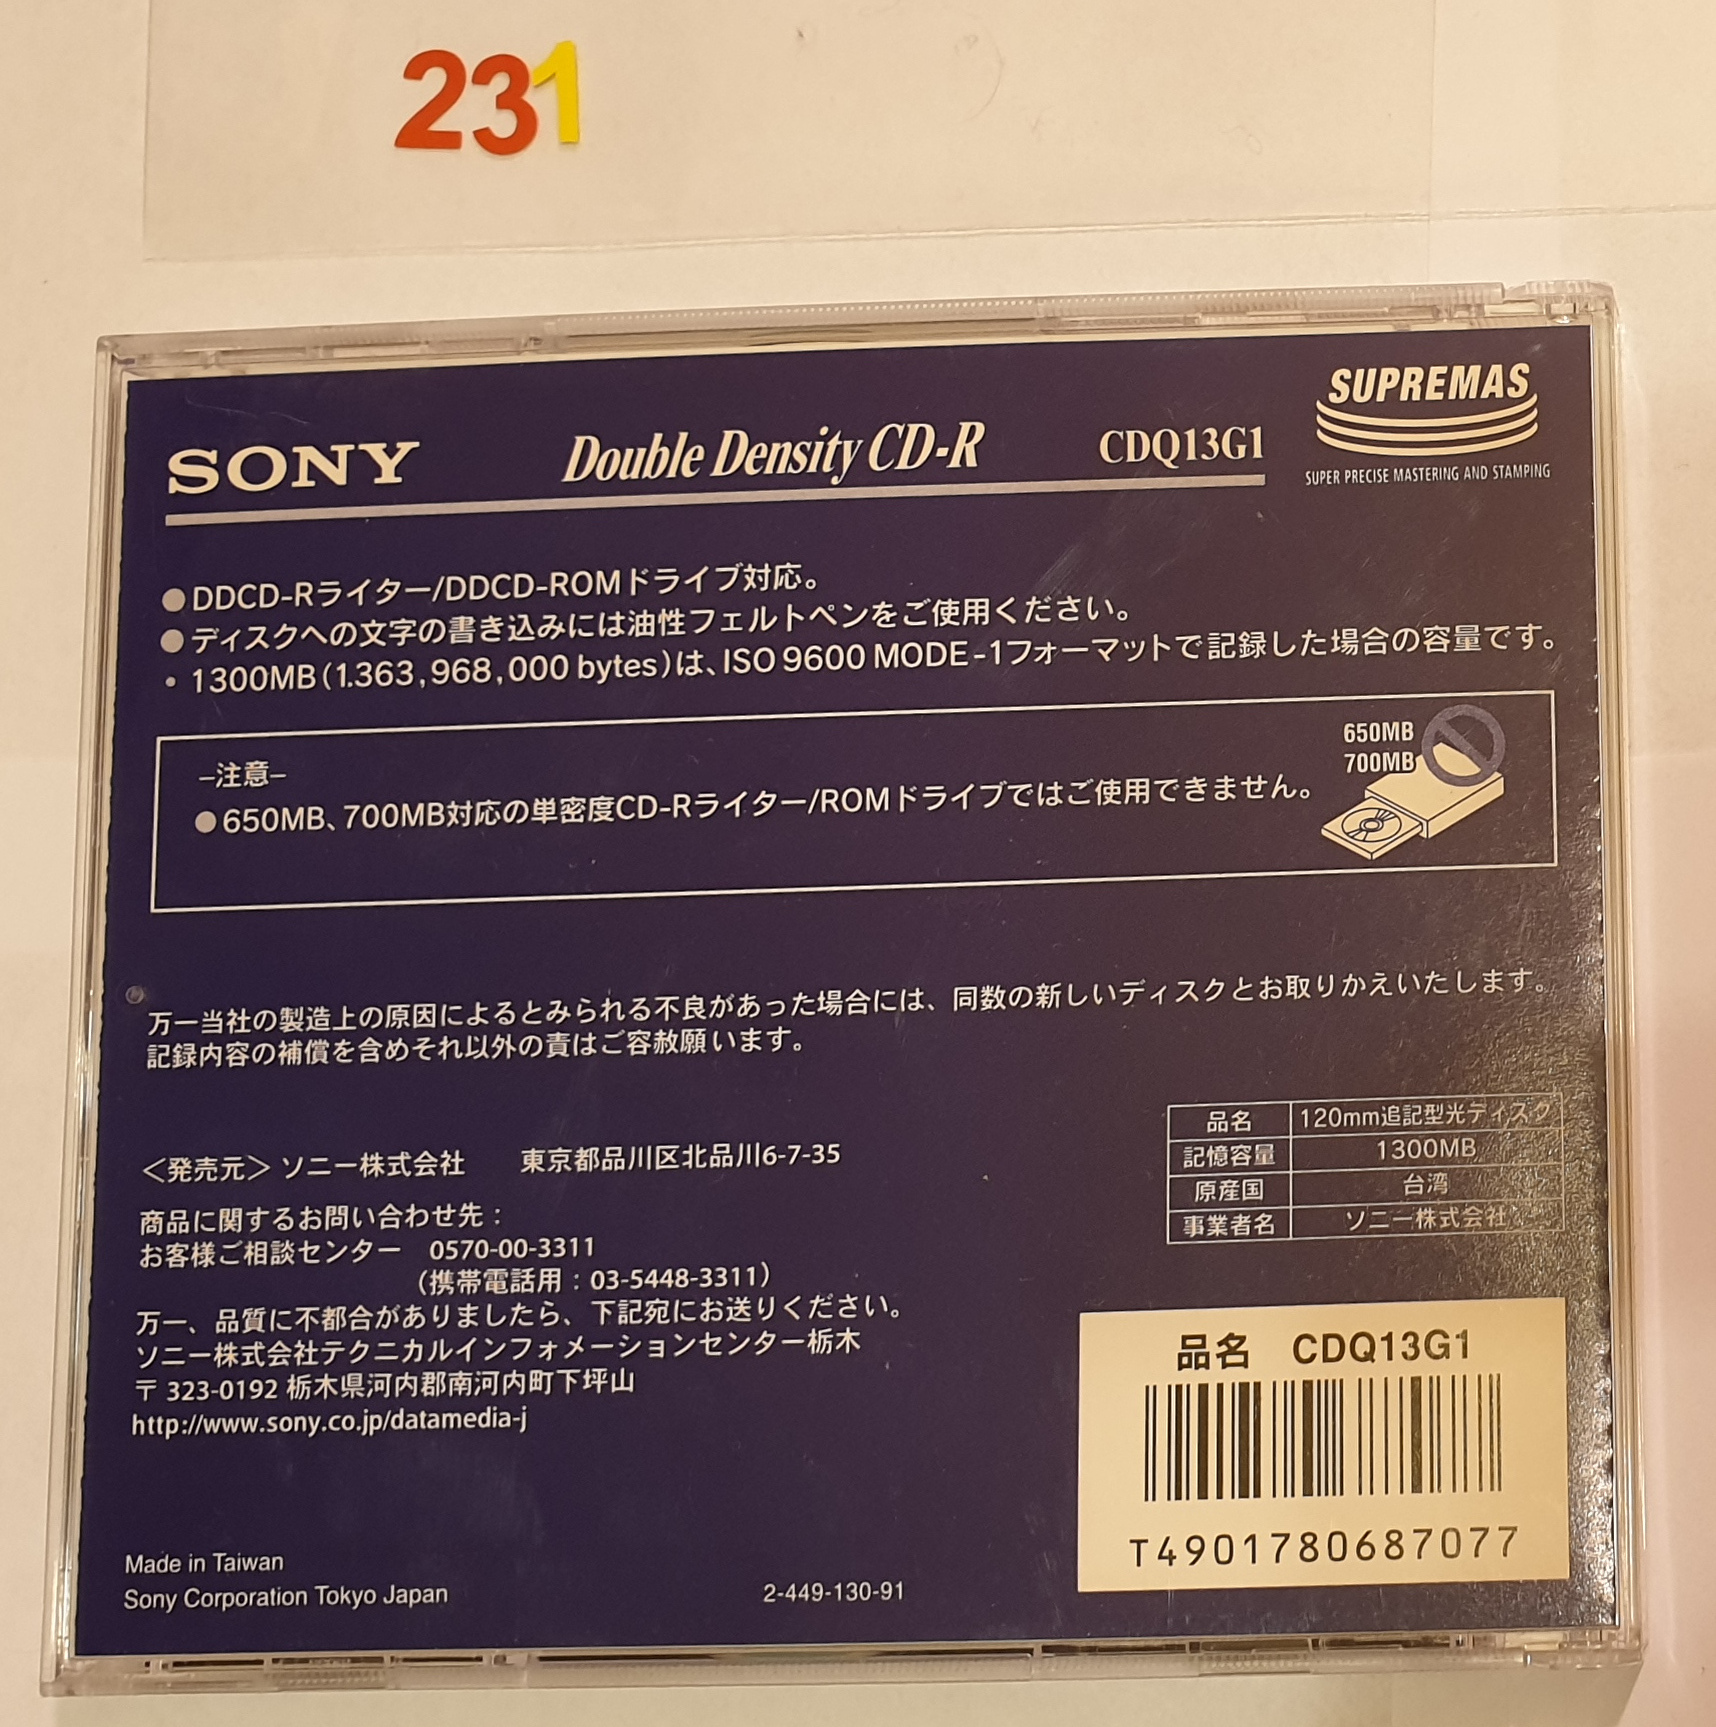 231
SUPREMAS
SUPER PRECISE MASTERING AND STAMPING
SONY Double Density CD-R CDQ13G1
●DDCD-Rライター/DDCD-ROMドライブ対応。
●ディスクへの文字の書き込みには油性フェルトペンをご使用ください。
• 1300MB(1.363,968,000 bytes)は、ISO 9600 MODE-1フォーマットで記録した場合の容量です。
–注意–
●650MB、700MB対応の単密度CD-Rライター/ROMドライブではご使用できません。
650MB
700MB
万一当社の製造上の原因によるとみられる不良があった場合には、同数の新しいディスクとお取りかえいたします。
記録内容の補償を含めそれ以外の責はご容赦願います。
＜発売元＞ソニー株式会社 東京都品川区北品川6-7-35
商品に関するお問い合わせ先：
お客様ご相談センター 0570-00-3311
（携帯電話用：03-5448-3311）
万一、品質に不都合がありましたら、下記宛にお送りください。
ソニー株式会社テクニカルインフォメーションセンター栃木
〒323-0192 栃木県河内郡南河内町下坪山
http://www.sony.co.jp/datamedia-j
品名 120mm追記型光ディスク
記憶容量 1300MB
原産国 台湾
事業者名 ソニー株式会社
品名 CDQ13G1
T4901780687077
Made in Taiwan
Sony Corporation Tokyo Japan
2-449-130-91